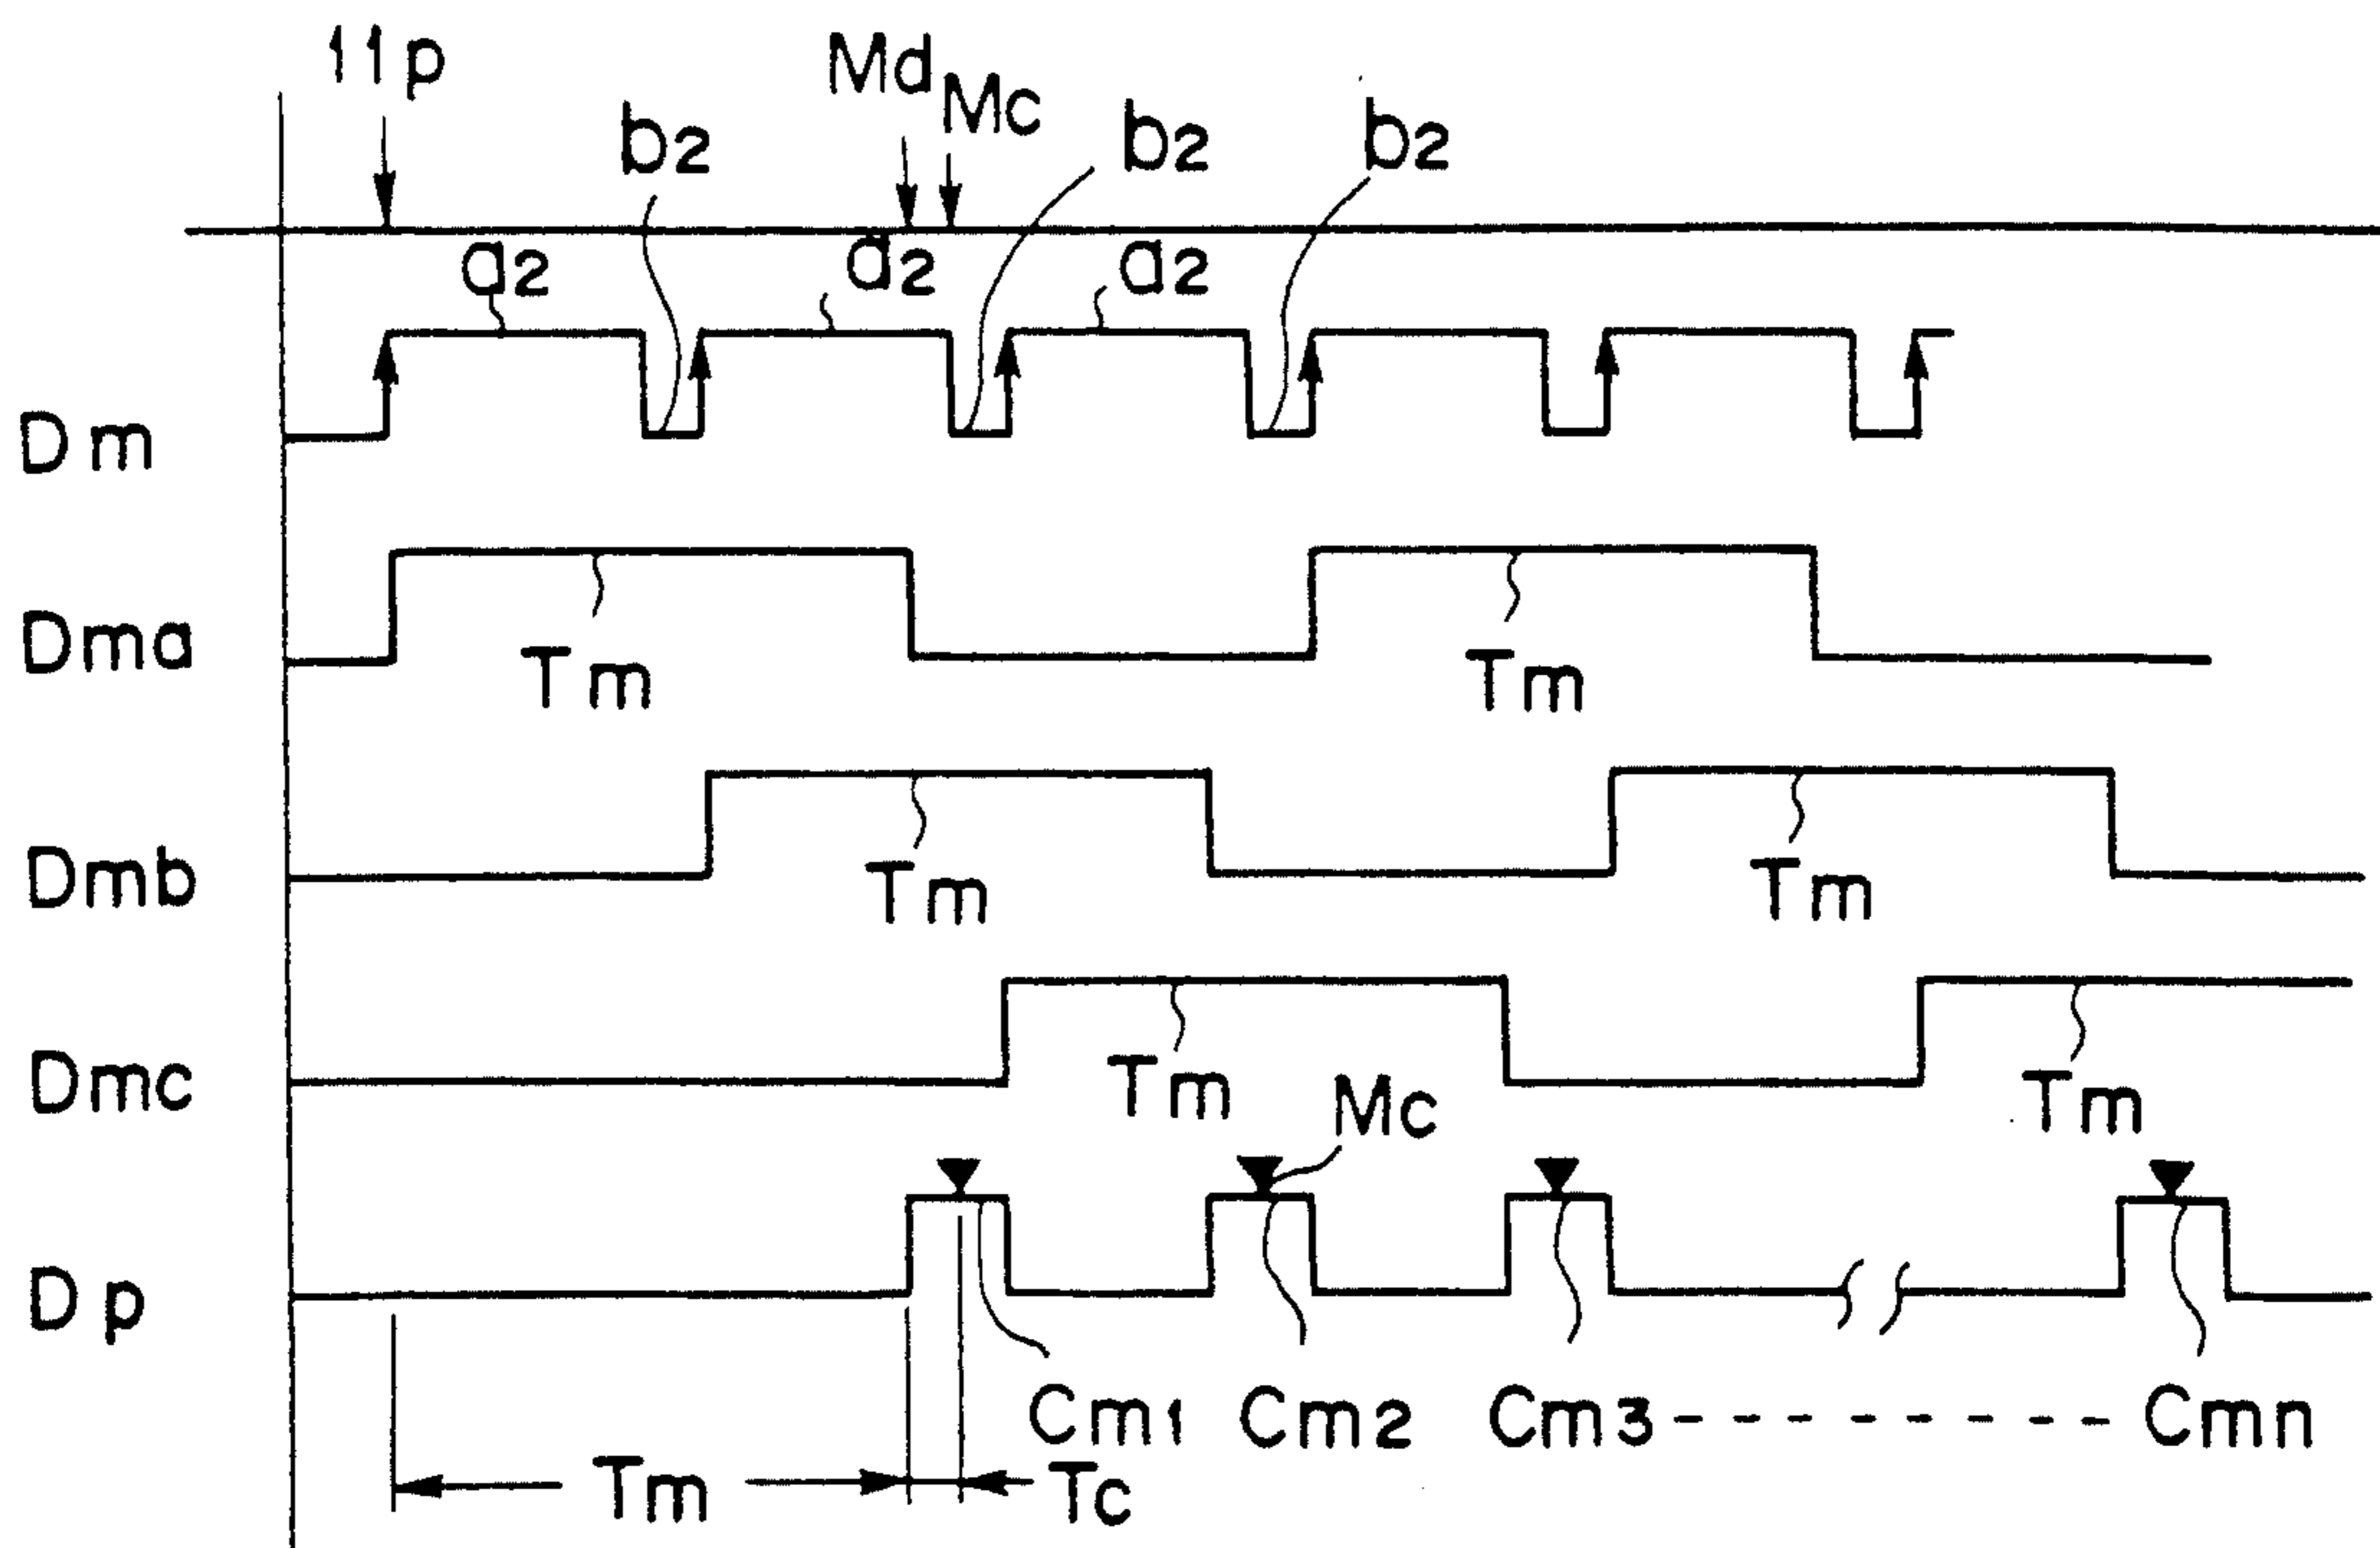 11p Md Mc
b2 b2 b2
a2 a2 a2
Dm
Dma Tm Tm
Dmb Tm Tm
Dmc Tm Mc Tm
Dp
Cm1 Cm2 Cm3 - - - - - - - - Cmn
Tm Tc